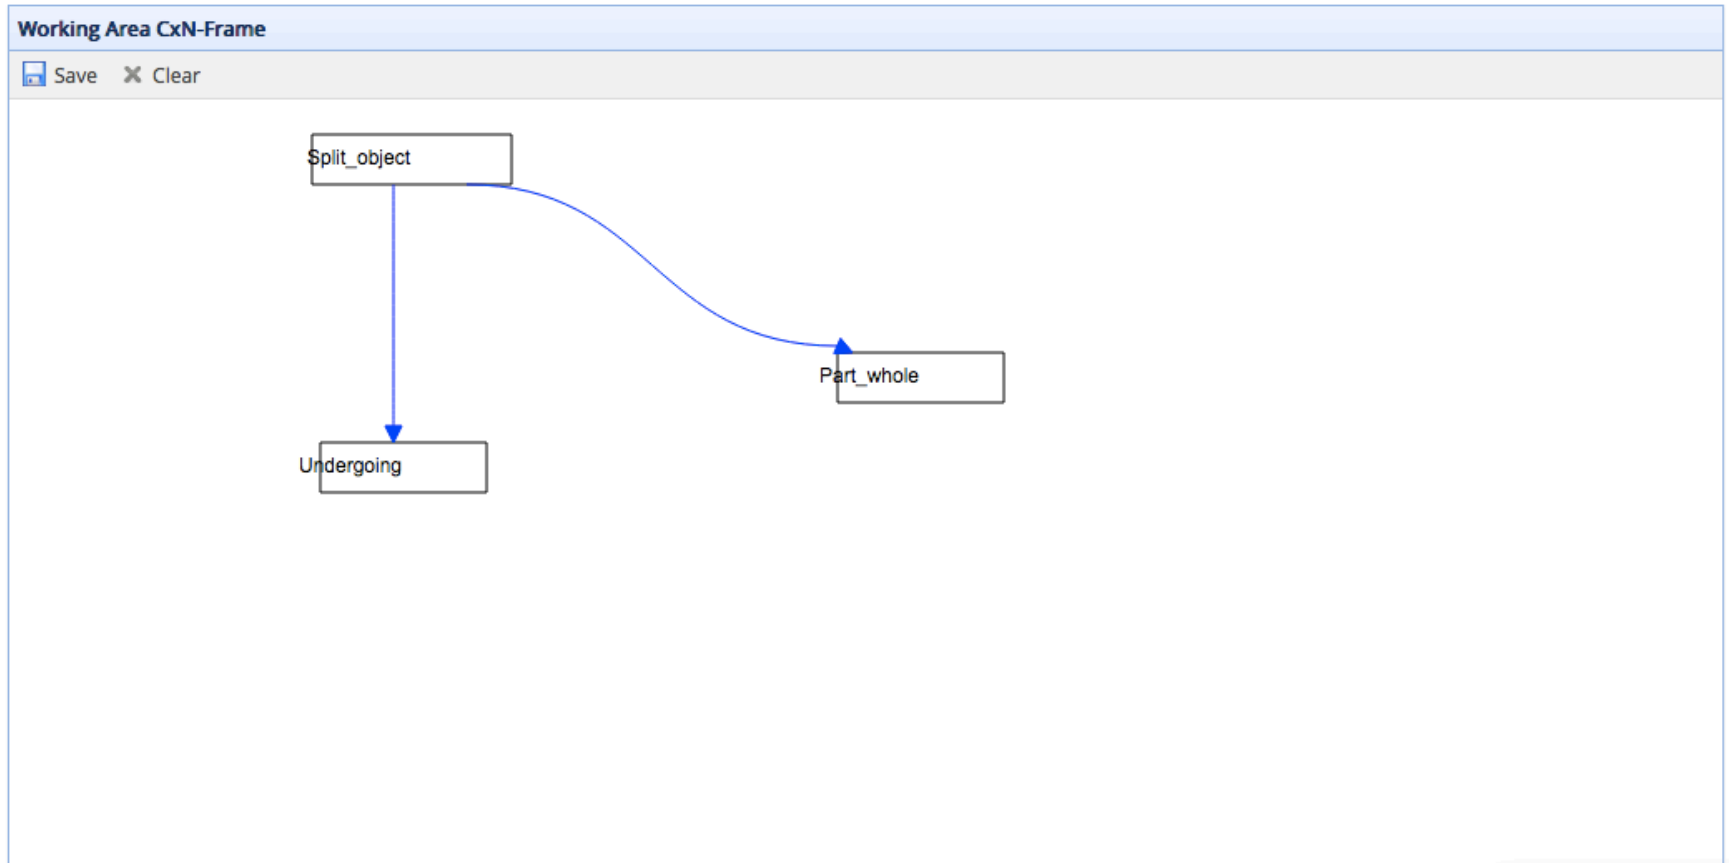 Working Area CxN-Frame
Save Clear
Split_object
Part_whole
Undergoing